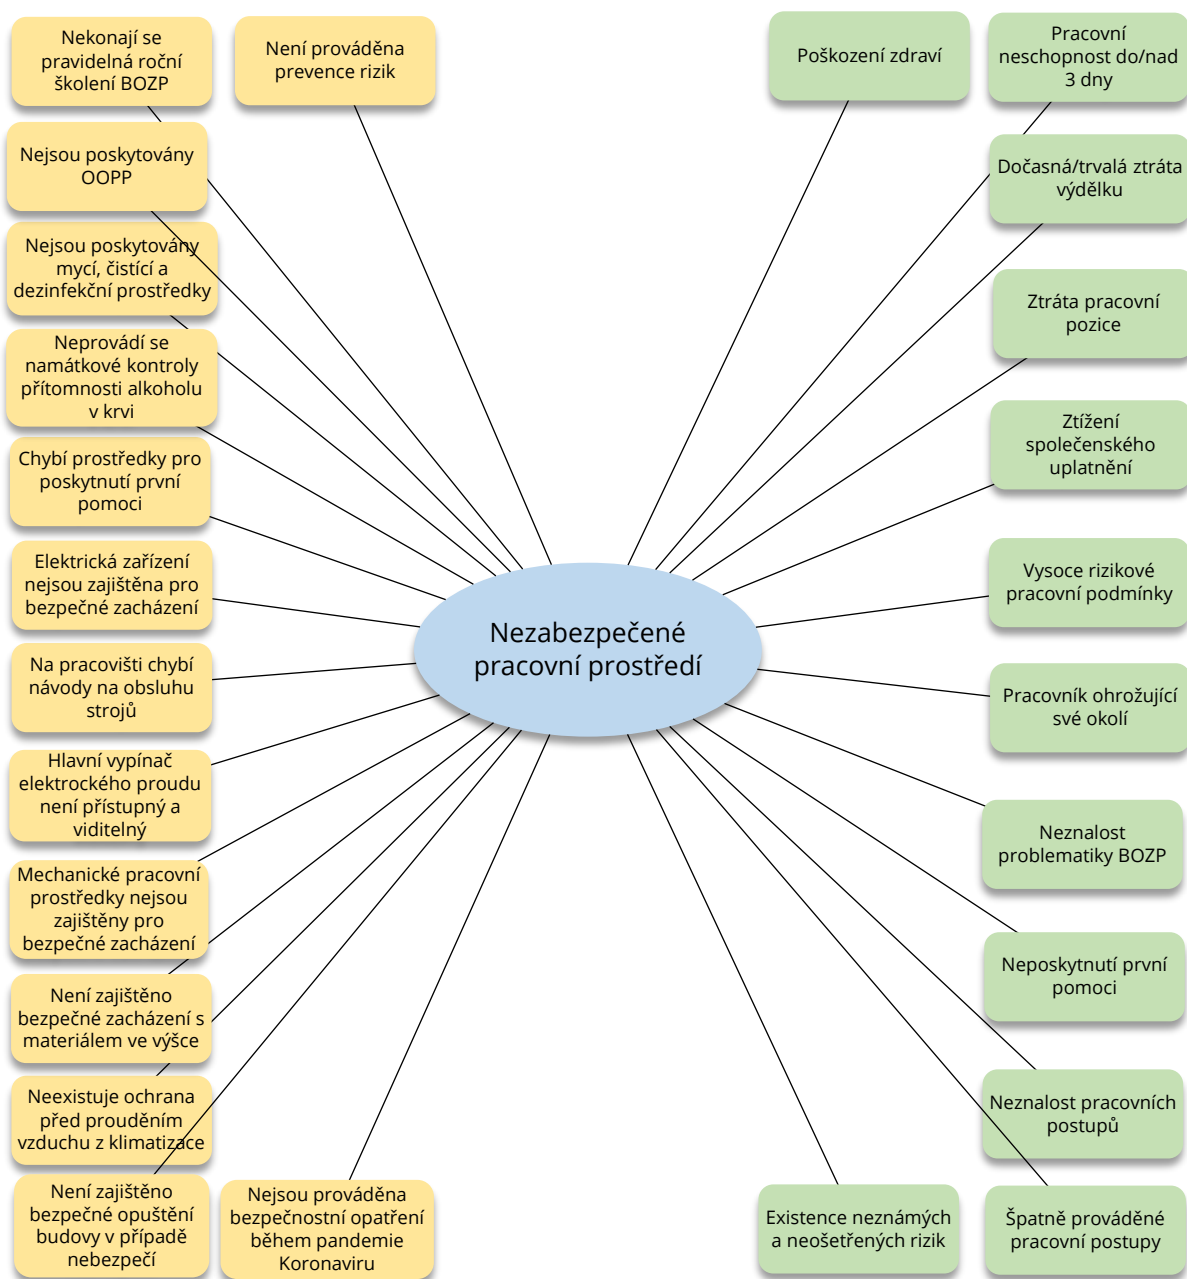 Nekonají se
pravidelná roční
školení BOZP
Není prováděna
prevence rizik
Poškození zdraví
Pracovní
neschopnost do/nad
3 dny
Nejsou poskytovány
OOPP
Dočasná/trvalá ztráta
výdělku
Nejsou poskytovány
mycí, čistící a
dezinfekční prostředky
Ztráta pracovní
pozice
Neprovádí se
namátkové kontroly
přítomnosti alkoholu
v krvi
Ztížení
společenského
uplatnění
Chybí prostředky pro
poskytnutí první
pomoci
Elektrická zařízení
nejsou zajištěna pro
bezpečné zacházení
Vysoce rizikové
pracovní podmínky
Nezabezpečené
pracovní prostředí
Na pracovišti chybí
návody na obsluhu
strojů
Pracovník ohrožující
své okolí
Hlavní vypínač
elektrockého proudu
není přístupný a
viditelný
Neznalost
problematiky BOZP
Mechanické pracovní
prostředky nejsou
zajištěny pro
bezpečné zacházení
Neposkytnutí první
pomoci
Není zajištěno
bezpečné zacházení s
materiálem ve výšce
Neexistuje ochrana
před prouděním
vzduchu z klimatizace
Neznalost pracovních
postupů
Není zajištěno
bezpečné opuštění
budovy v případě
nebezpečí
Nejsou prováděna
bezpečnostní opatření
během pandemie
Koronaviru
Existence neznámých
a neošetřených rizik
Špatně prováděné
pracovní postupy